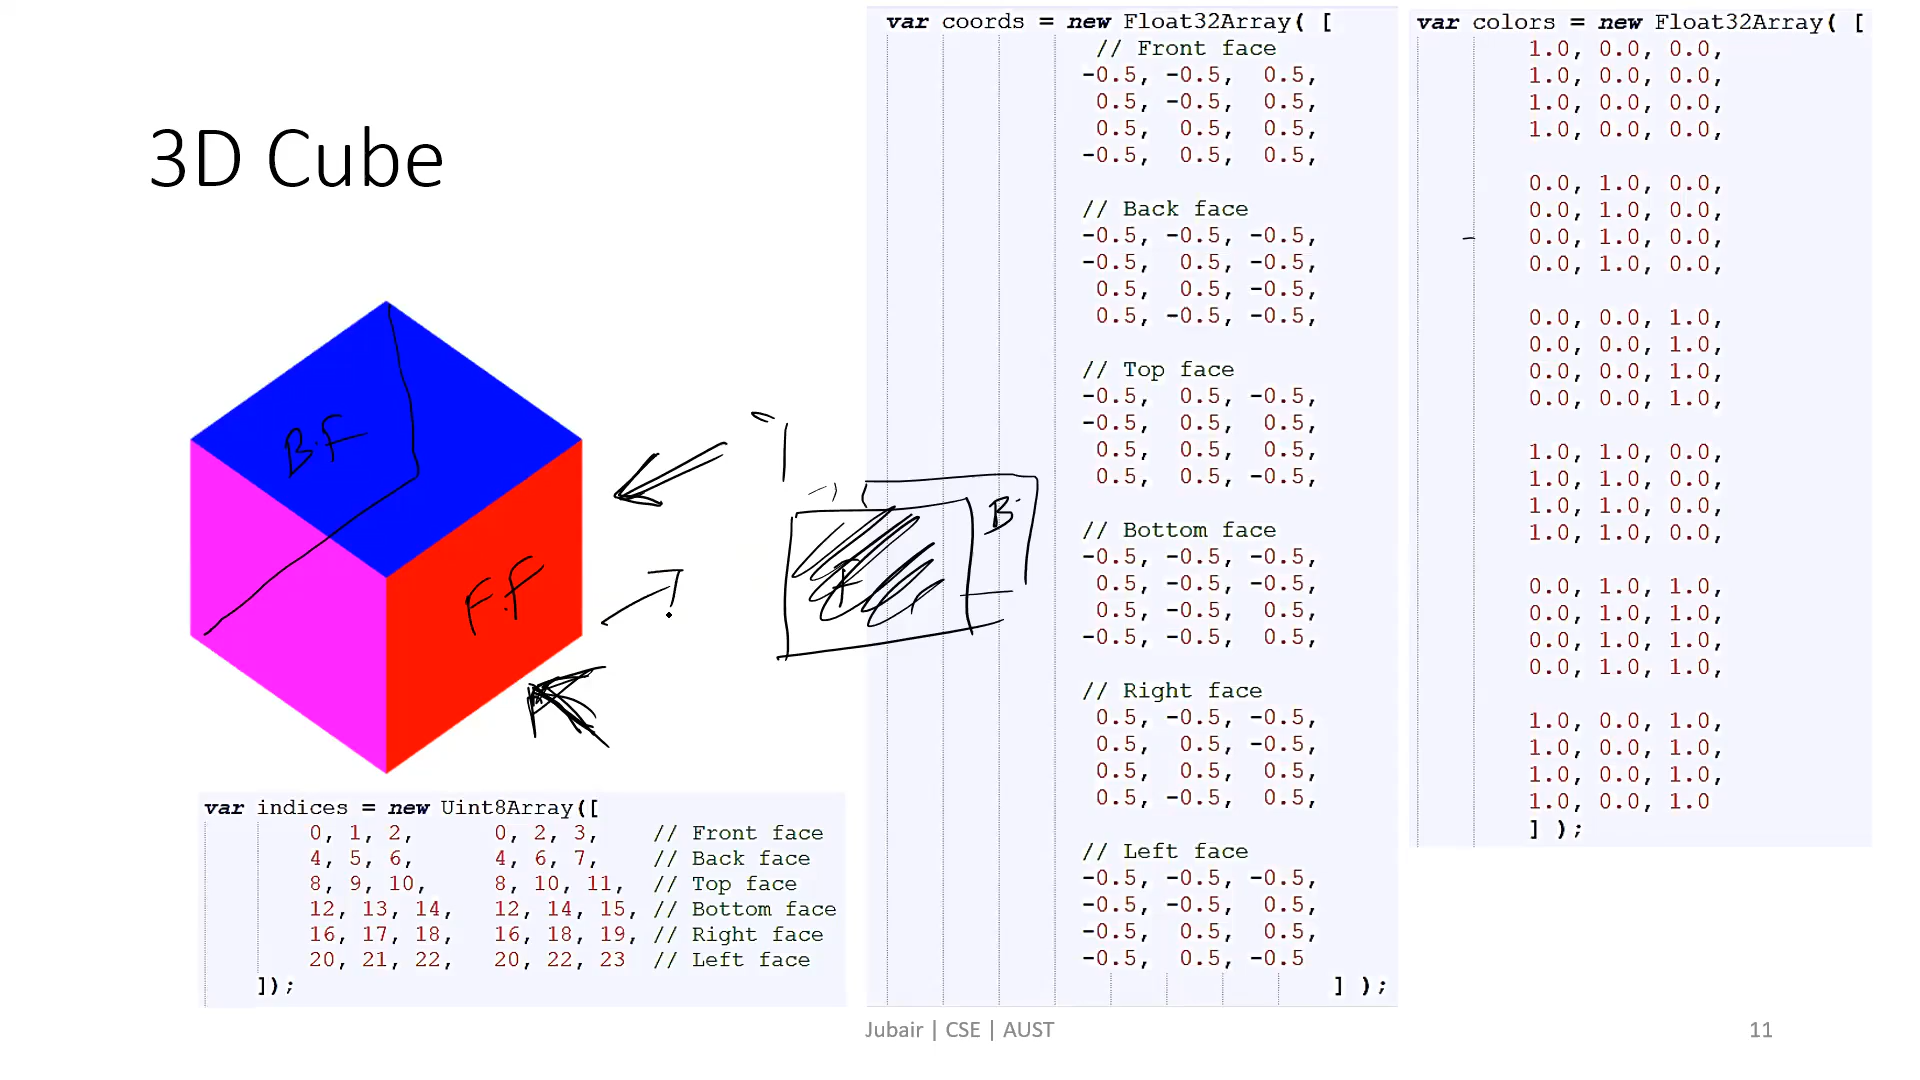 3D Cube
B.F
F.F
F
B
var indices = new Uint8Array([
0, 1, 2, 0, 2, 3, // Front face
4, 5, 6, 4, 6, 7, // Back face
8, 9, 10, 8, 10, 11, // Top face
12, 13, 14, 12, 14, 15, // Bottom face
16, 17, 18, 16, 18, 19, // Right face
20, 21, 22, 20, 22, 23 // Left face
]);
var coords = new Float32Array( [
// Front face
-0.5, -0.5, 0.5,
0.5, -0.5, 0.5,
0.5, 0.5, 0.5,
-0.5, 0.5, 0.5,
// Back face
-0.5, -0.5, -0.5,
-0.5, 0.5, -0.5,
0.5, 0.5, -0.5,
0.5, -0.5, -0.5,
// Top face
-0.5, 0.5, -0.5,
-0.5, 0.5, 0.5,
0.5, 0.5, 0.5,
0.5, 0.5, -0.5,
// Bottom face
-0.5, -0.5, -0.5,
0.5, -0.5, -0.5,
0.5, -0.5, 0.5,
-0.5, -0.5, 0.5,
// Right face
0.5, -0.5, -0.5,
0.5, 0.5, -0.5,
0.5, 0.5, 0.5,
0.5, -0.5, 0.5,
// Left face
-0.5, -0.5, -0.5,
-0.5, -0.5, 0.5,
-0.5, 0.5, 0.5,
-0.5, 0.5, -0.5
] );
var colors = new Float32Array( [
1.0, 0.0, 0.0,
1.0, 0.0, 0.0,
1.0, 0.0, 0.0,
1.0, 0.0, 0.0,
0.0, 1.0, 0.0,
0.0, 1.0, 0.0,
0.0, 1.0, 0.0,
0.0, 1.0, 0.0,
0.0, 0.0, 1.0,
0.0, 0.0, 1.0,
0.0, 0.0, 1.0,
0.0, 0.0, 1.0,
1.0, 1.0, 0.0,
1.0, 1.0, 0.0,
1.0, 1.0, 0.0,
1.0, 1.0, 0.0,
0.0, 1.0, 1.0,
0.0, 1.0, 1.0,
0.0, 1.0, 1.0,
0.0, 1.0, 1.0,
1.0, 0.0, 1.0,
1.0, 0.0, 1.0,
1.0, 0.0, 1.0,
1.0, 0.0, 1.0
] );
Jubair | CSE | AUST
11